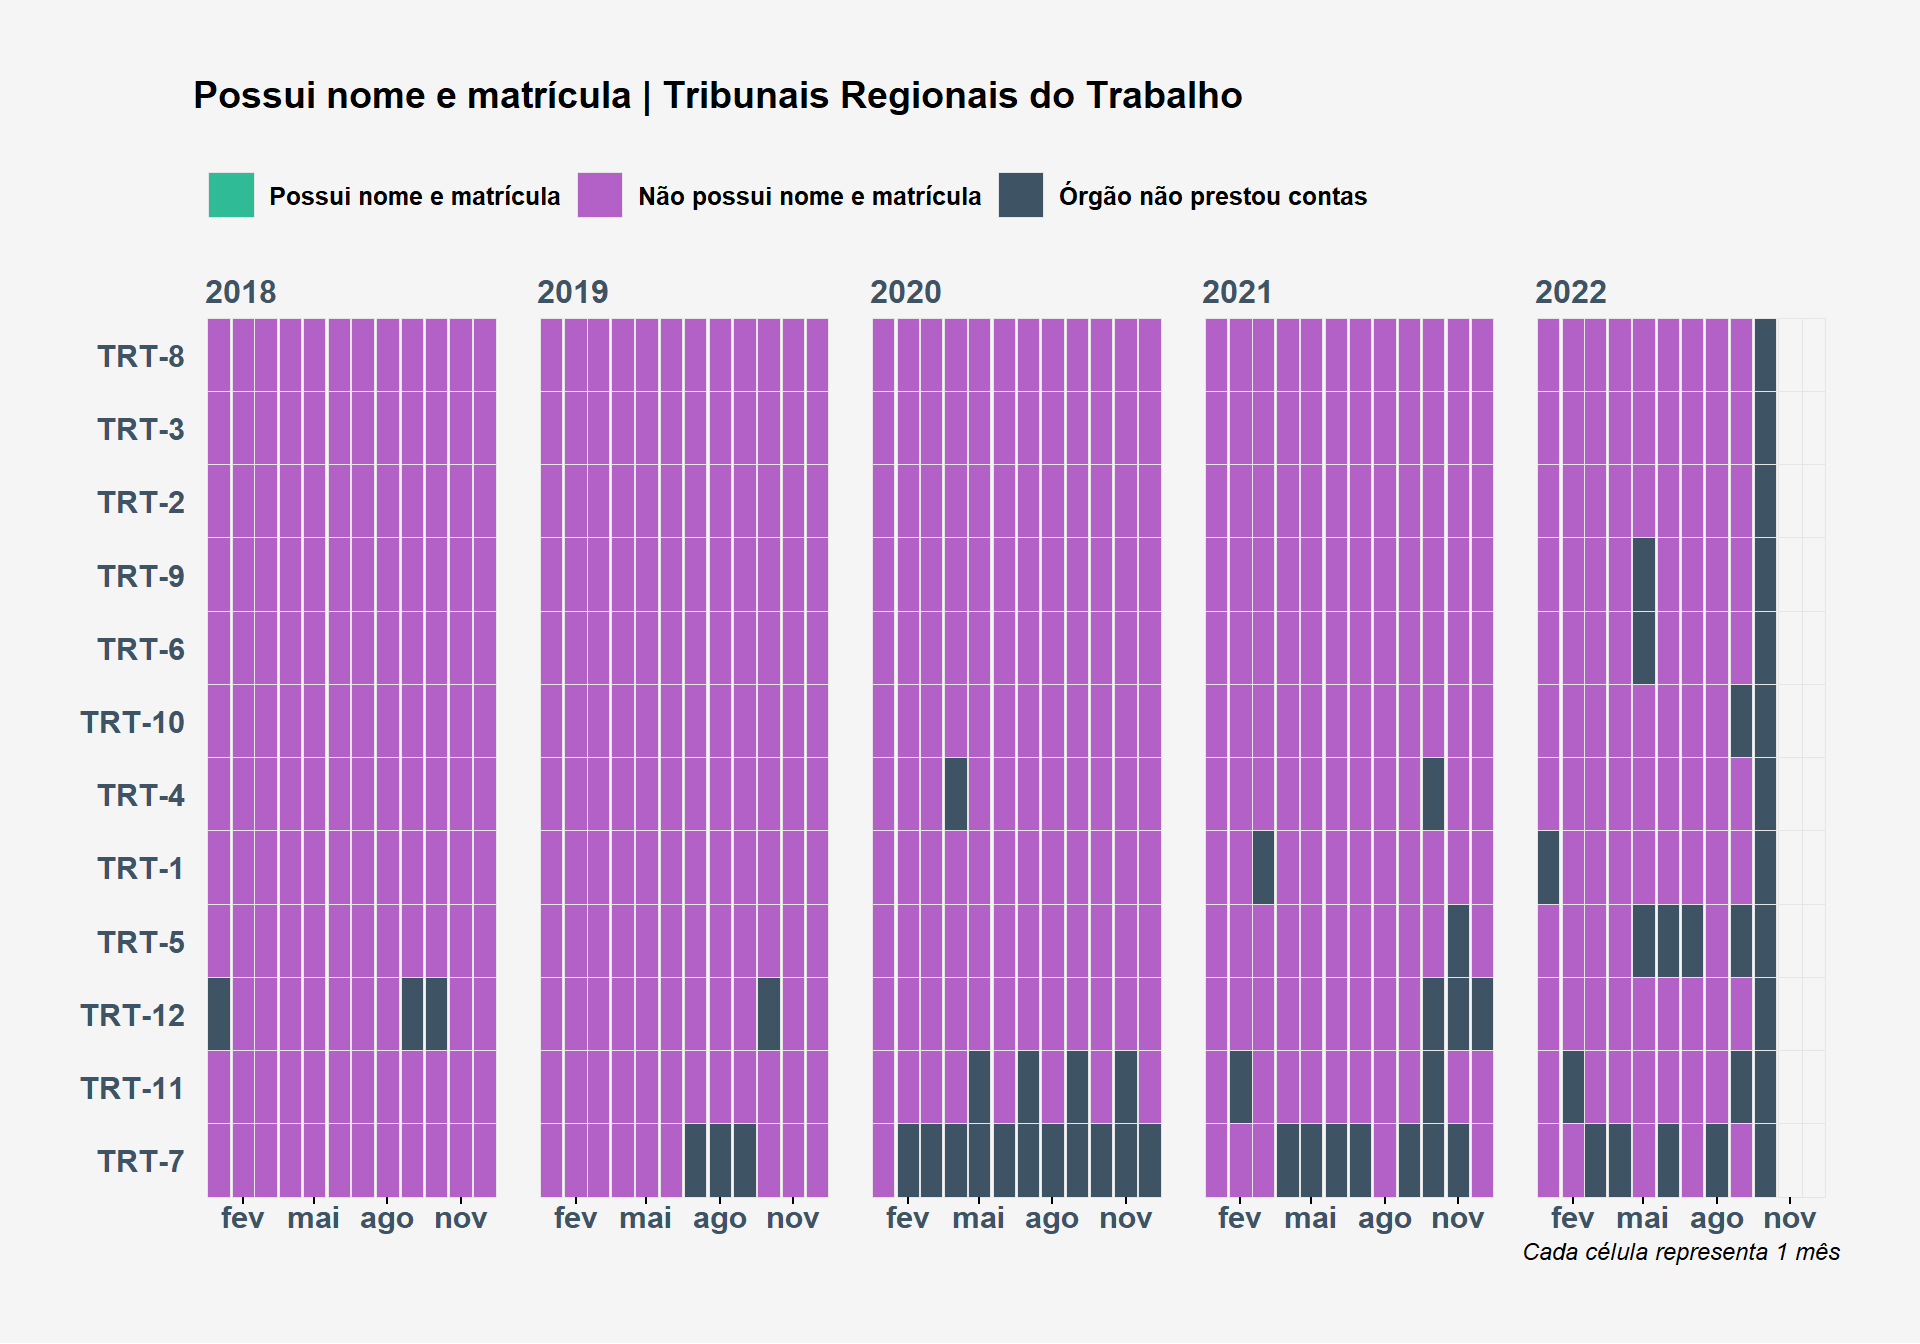 Possui nome e matrícula | Tribunais Regionais do Trabalho
Possui nome e matrícula Não possui nome e matrícula Órgão não prestou contas
2018 2019 2020 2021 2022
TRT-8
TRT-3
TRT-2
TRT-9
TRT-6
TRT-10
TRT-4
TRT-1
TRT-5
TRT-12
TRT-11
TRT-7
fev mai ago nov fev mai ago nov fev mai ago nov fev mai ago nov fev mai ago nov
Cada célula representa 1 mês